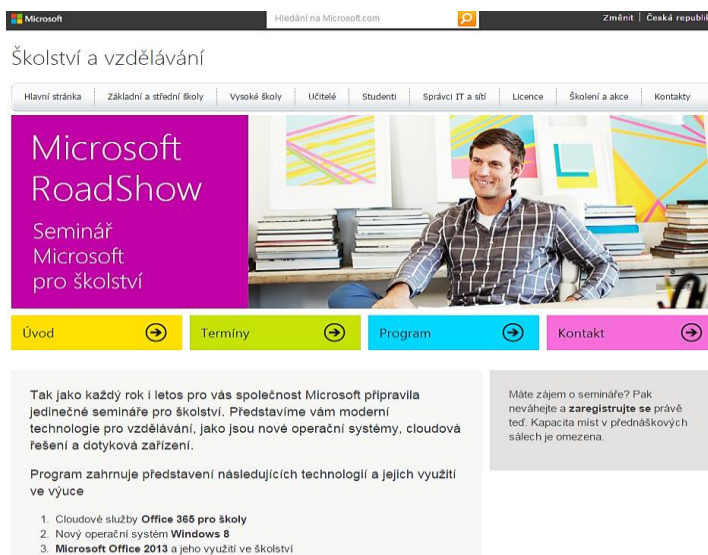 Microsoft
Hledání na Microsoft.com
Změnit | Česká republik
Školství a vzdělávání
Hlavní stránka
Základní a střední školy
Vysoké školy
Učitelé
Studenti
Správci IT a sítí
Licence
Školení a akce
Kontakty
Microsoft
RoadShow
Seminář
Microsoft
pro školství
Úvod
Termíny
Program
Kontakt
Tak jako každý rok i letos pro vás společnost Microsoft připravila
jedinečné semináře pro školství. Představíme vám moderní
technologie pro vzdělávání, jako jsou nové operační systémy, cloudová
řešení a dotyková zařízení.
Program zahrnuje představení následujících technologií a jejich využití
ve výuce
1. Cloudové služby Office 365 pro školy
2. Nový operační systém Windows 8
3. Microsoft Office 2013 a jeho využití ve školství
Máte zájem o semináře? Pak
neváhejte a zaregistrujte se právě
teď. Kapacita míst v přednáškových
sálech je omezena.